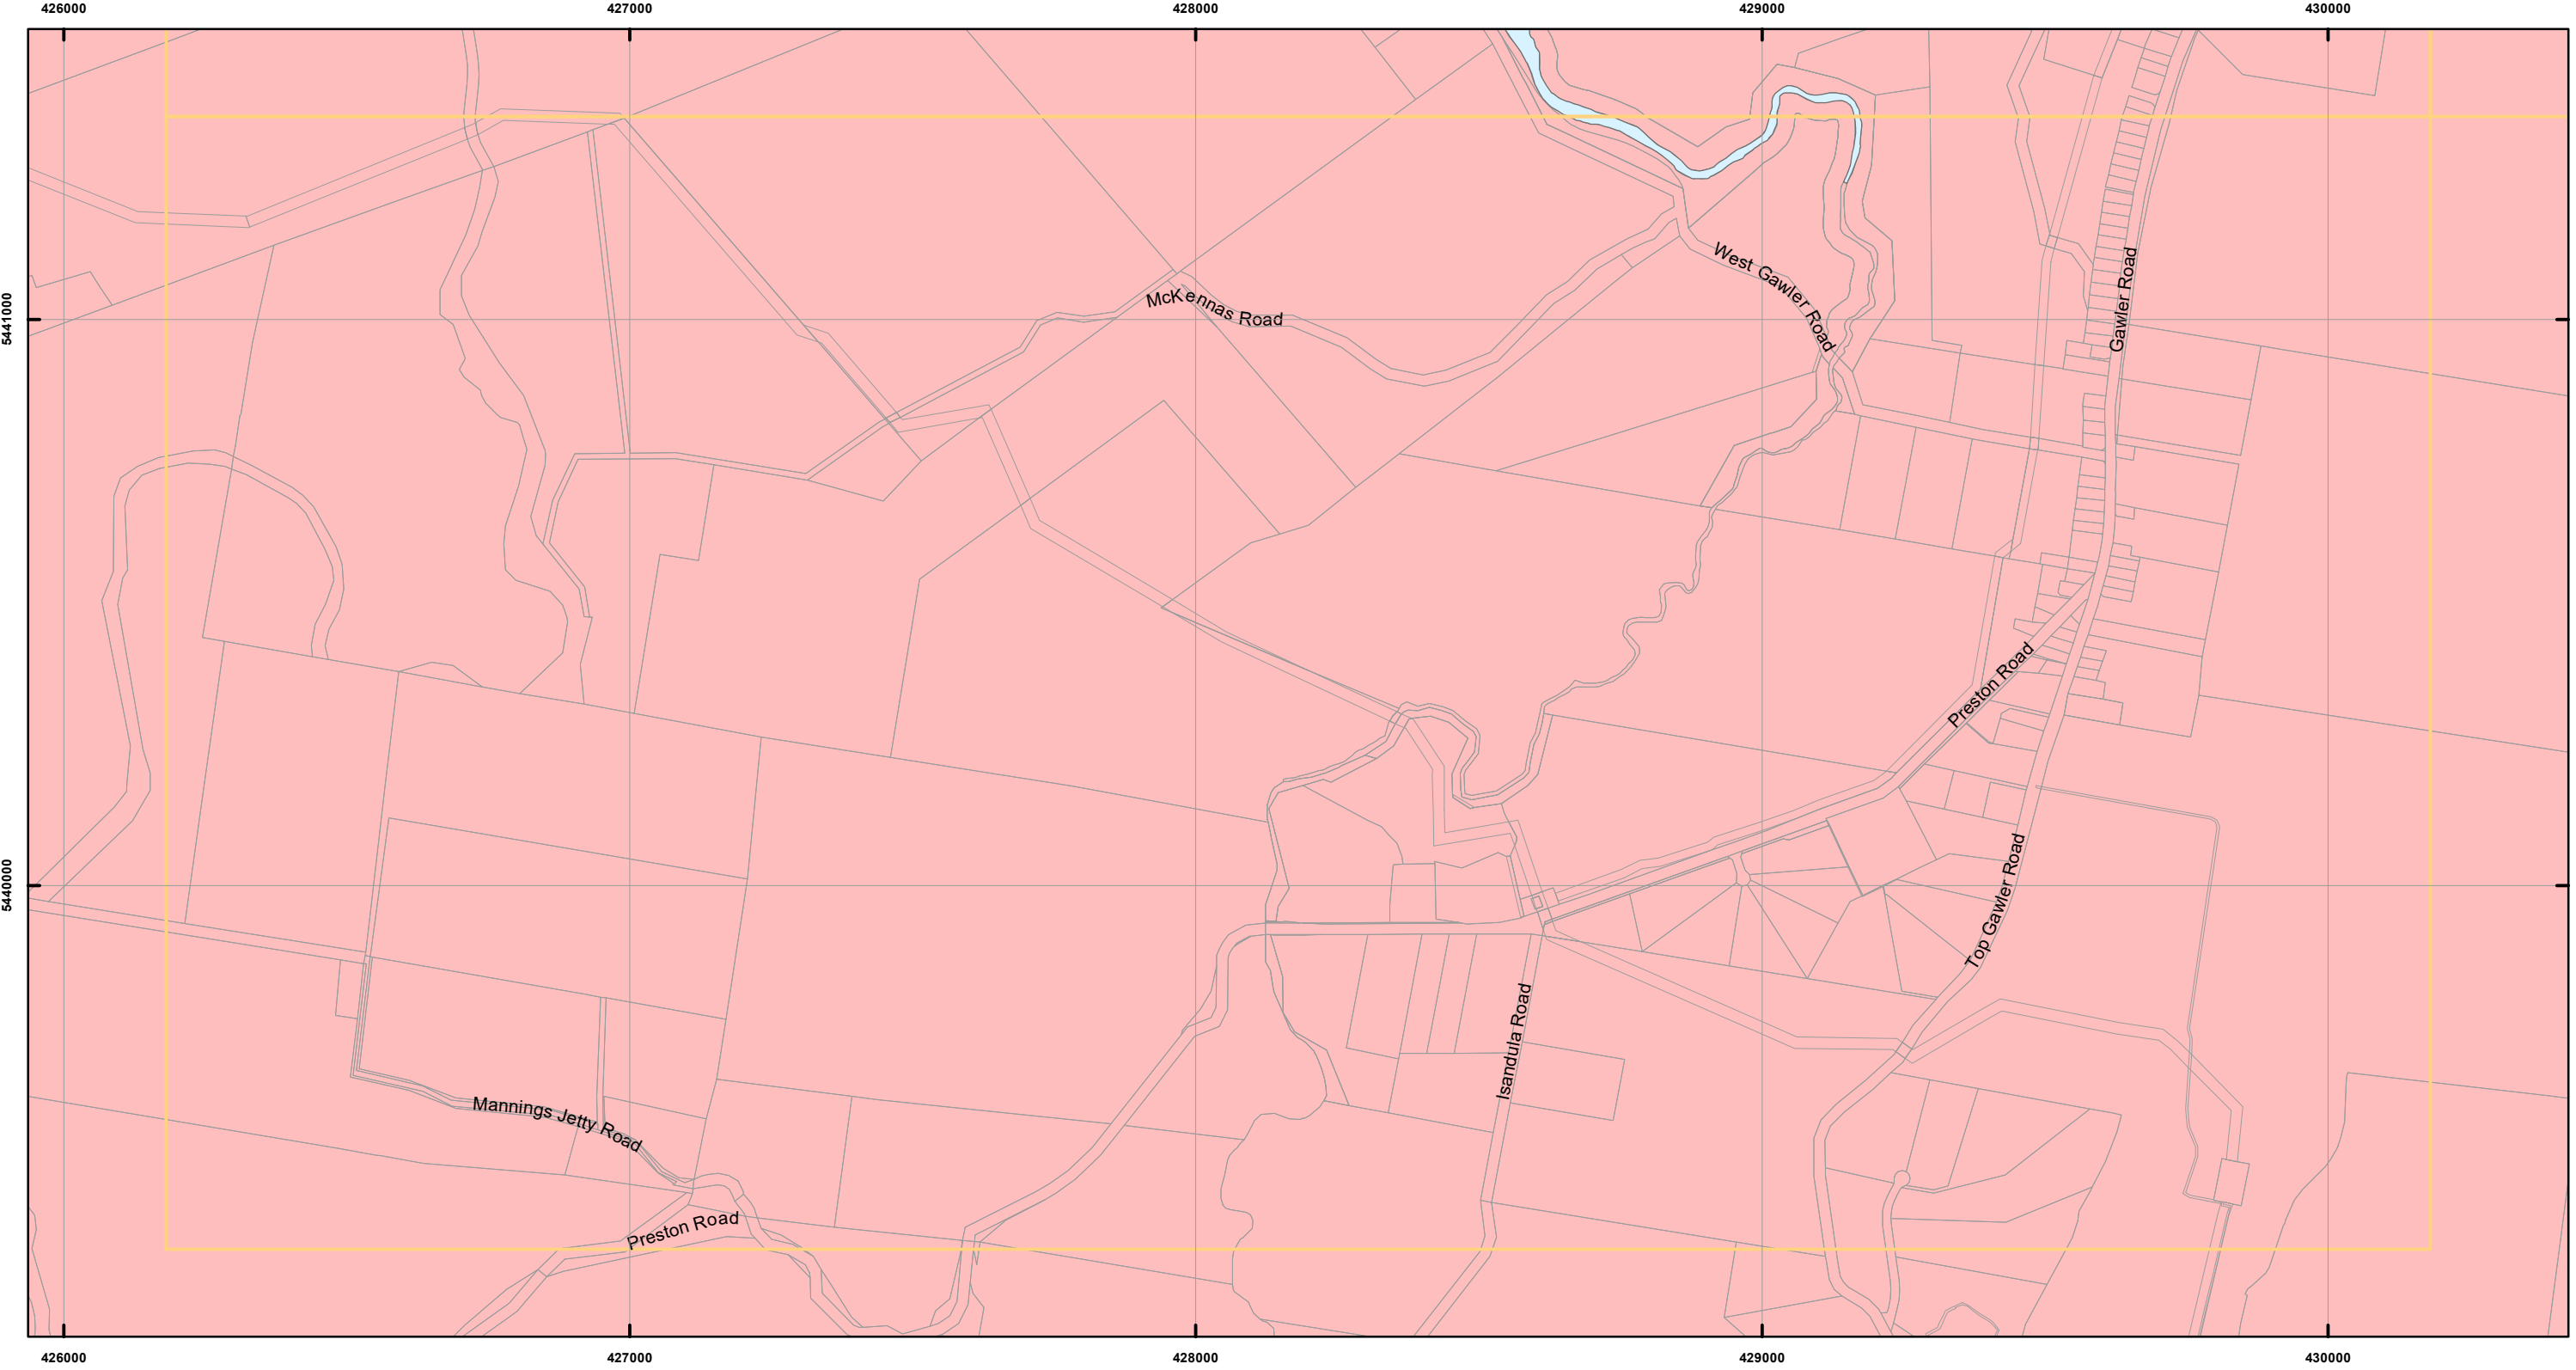 426000 427000 428000 429000 430000
5441000
5440000
West Gawler Road
Gawler Road
McKennas Road
Preston Road
Top Gawler Road
Isandula Road
Mannings Jetty Road
Preston Road
426000 427000 428000 429000 430000